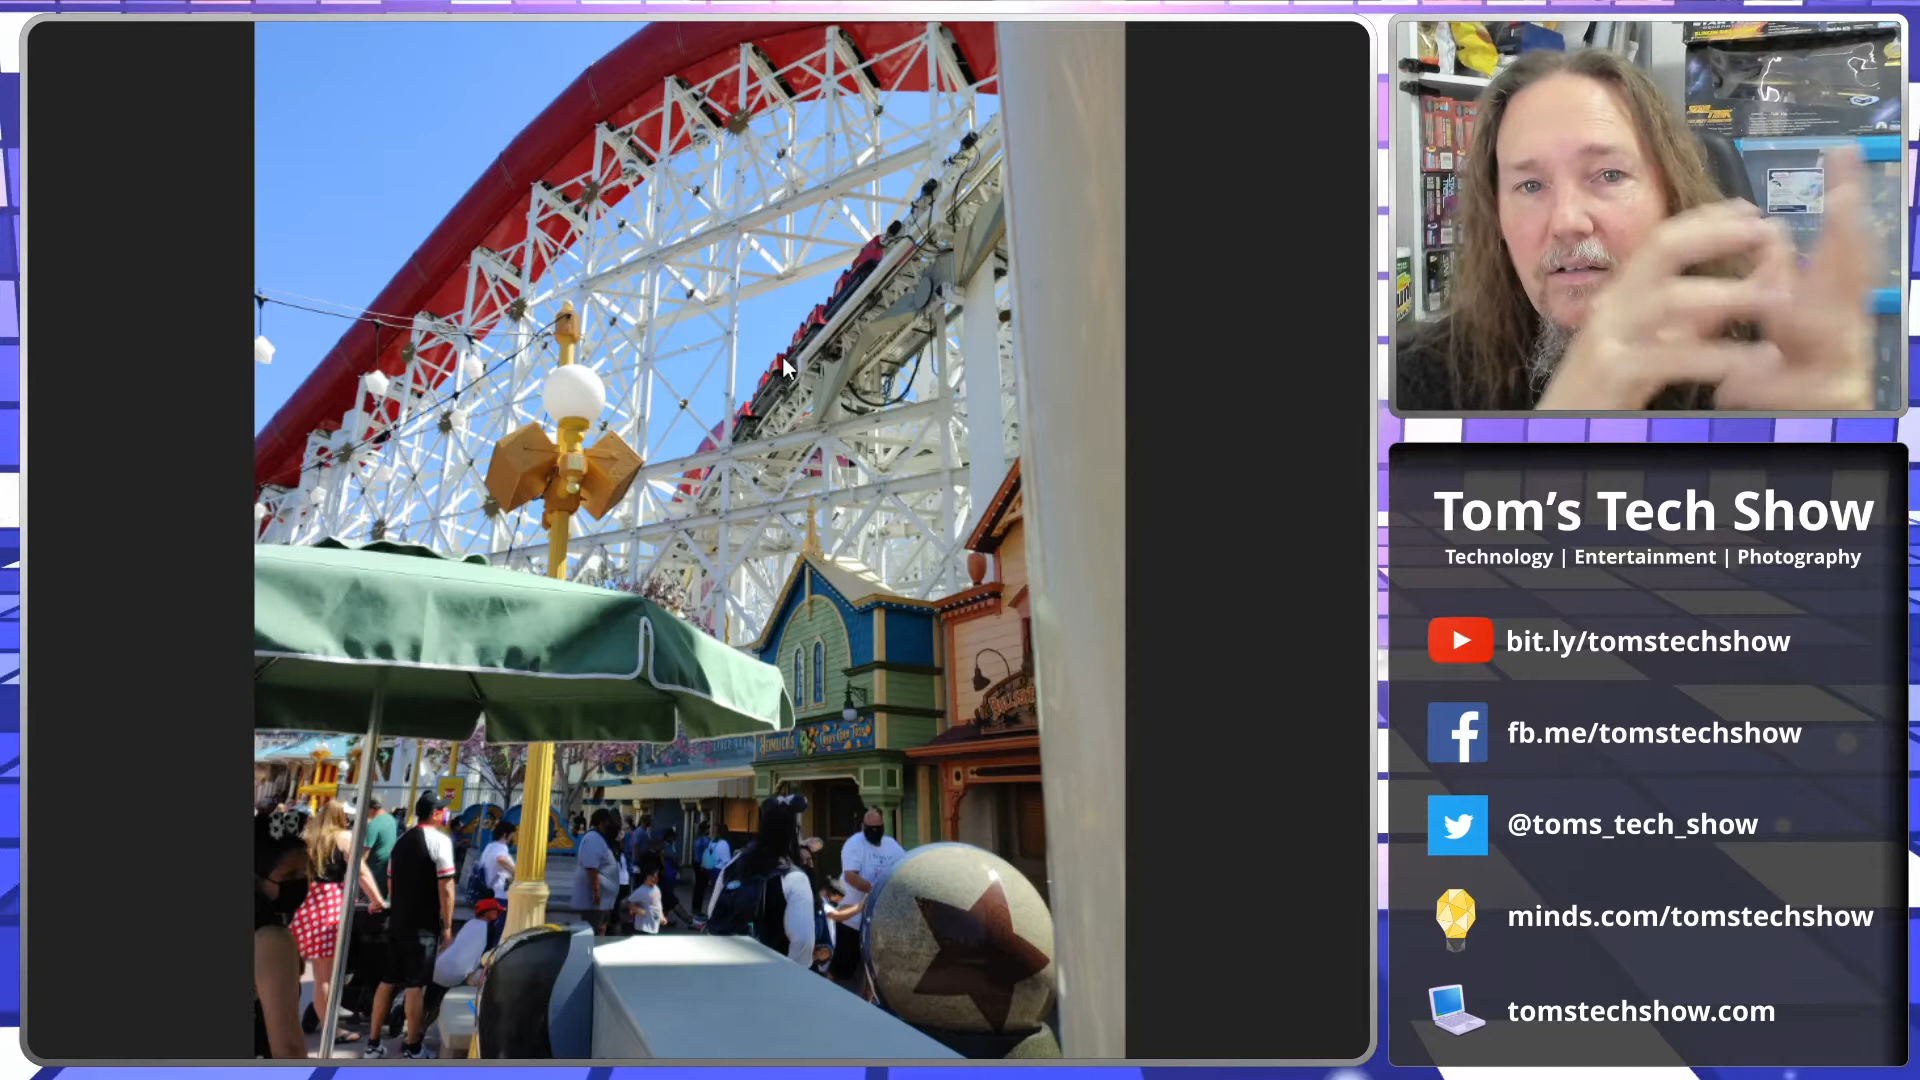 Tom's Tech Show
Technology | Entertainment | Photography
bit.ly/tomstechshow
fb.me/tomstechshow
@toms_tech_show
minds.com/tomstechshow
tomstechshow.com